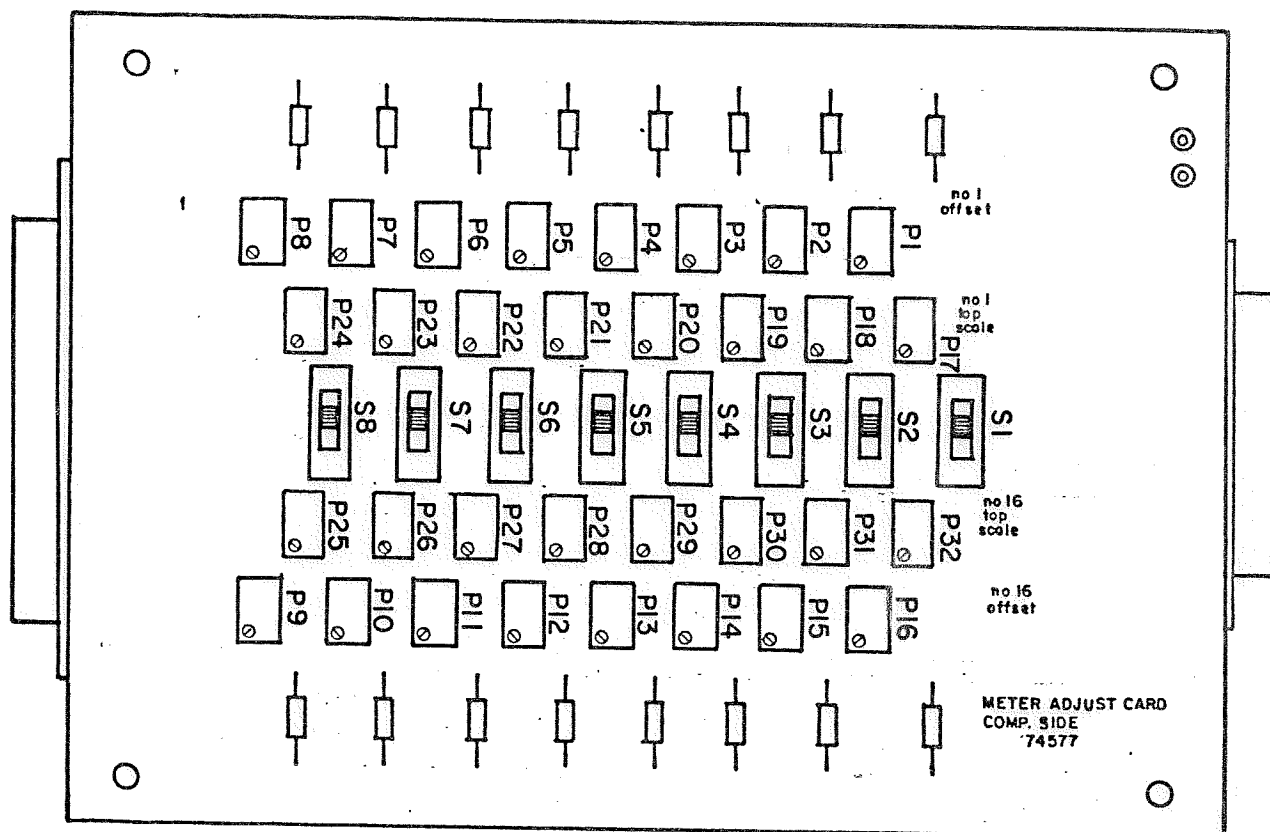 no 1
offset
P8 P7 P6 P5 P4 P3 P2 P1
no 1
top
scale
P24 P23 P22 P21 P20 P19 P18 P17
S8 S7 S6 S5 S4 S3 S2 S1
no 16
top
scale
P25 P26 P27 P28 P29 P30 P31 P32
no 16
offset
P9 P10 P11 P12 P13 P14 P15 P16
METER ADJUST CARD
COMP. SIDE
74577